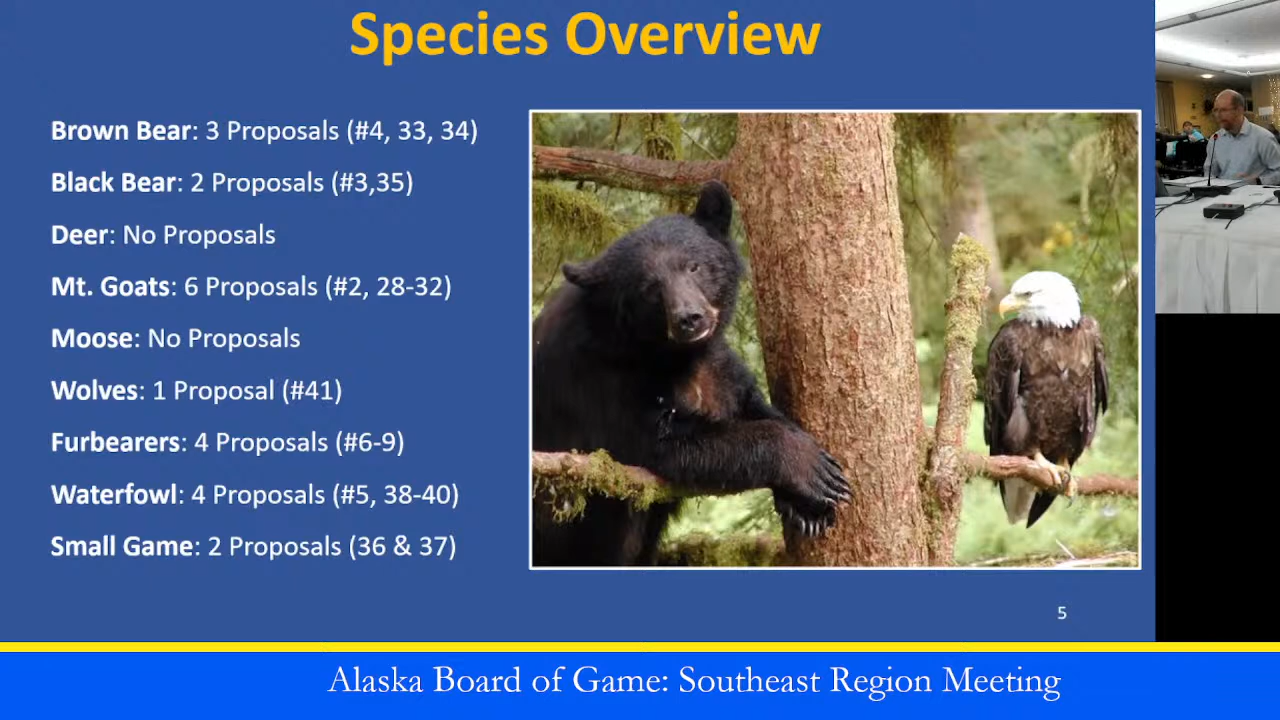 Species Overview
Brown Bear: 3 Proposals (#4, 33, 34)
Black Bear: 2 Proposals (#3,35)
Deer: No Proposals
Mt. Goats: 6 Proposals (#2, 28-32)
Moose: No Proposals
Wolves: 1 Proposal (#41)
Furbearers: 4 Proposals (#6-9)
Waterfowl: 4 Proposals (#5, 38-40)
Small Game: 2 Proposals (36 & 37)
5
Alaska Board of Game: Southeast Region Meeting